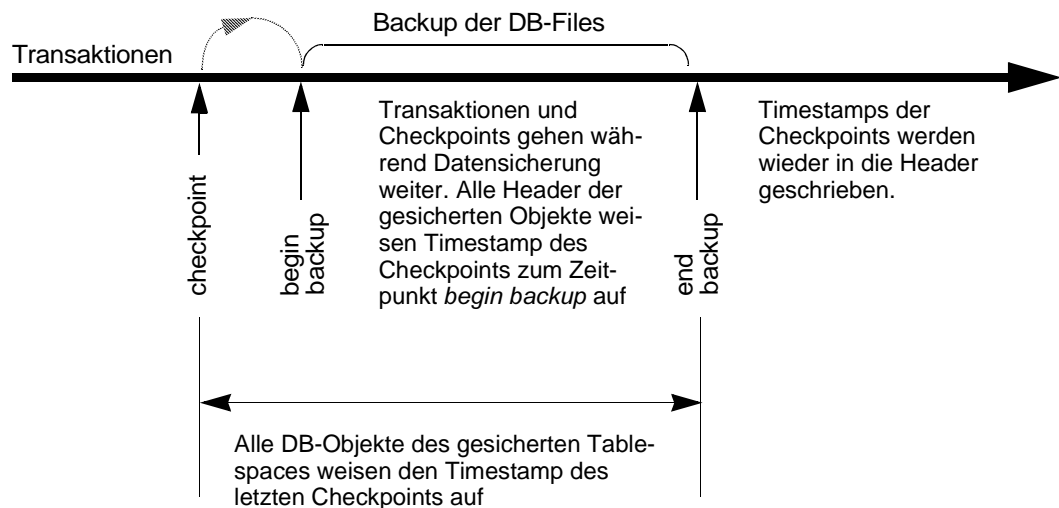 Backup der DB-Files
Transaktionen
checkpoint
begin
backup
Transaktionen und
Checkpoints gehen wäh-
rend Datensicherung
weiter. Alle Header der
gesicherten Objekte wei-
sen Timestamp des
Checkpoints zum Zeit-
punkt begin backup auf
end
backup
Timestamps der
Checkpoints werden
wieder in die Header
geschrieben.
Alle DB-Objekte des gesicherten Table-
spaces weisen den Timestamp des
letzten Checkpoints auf